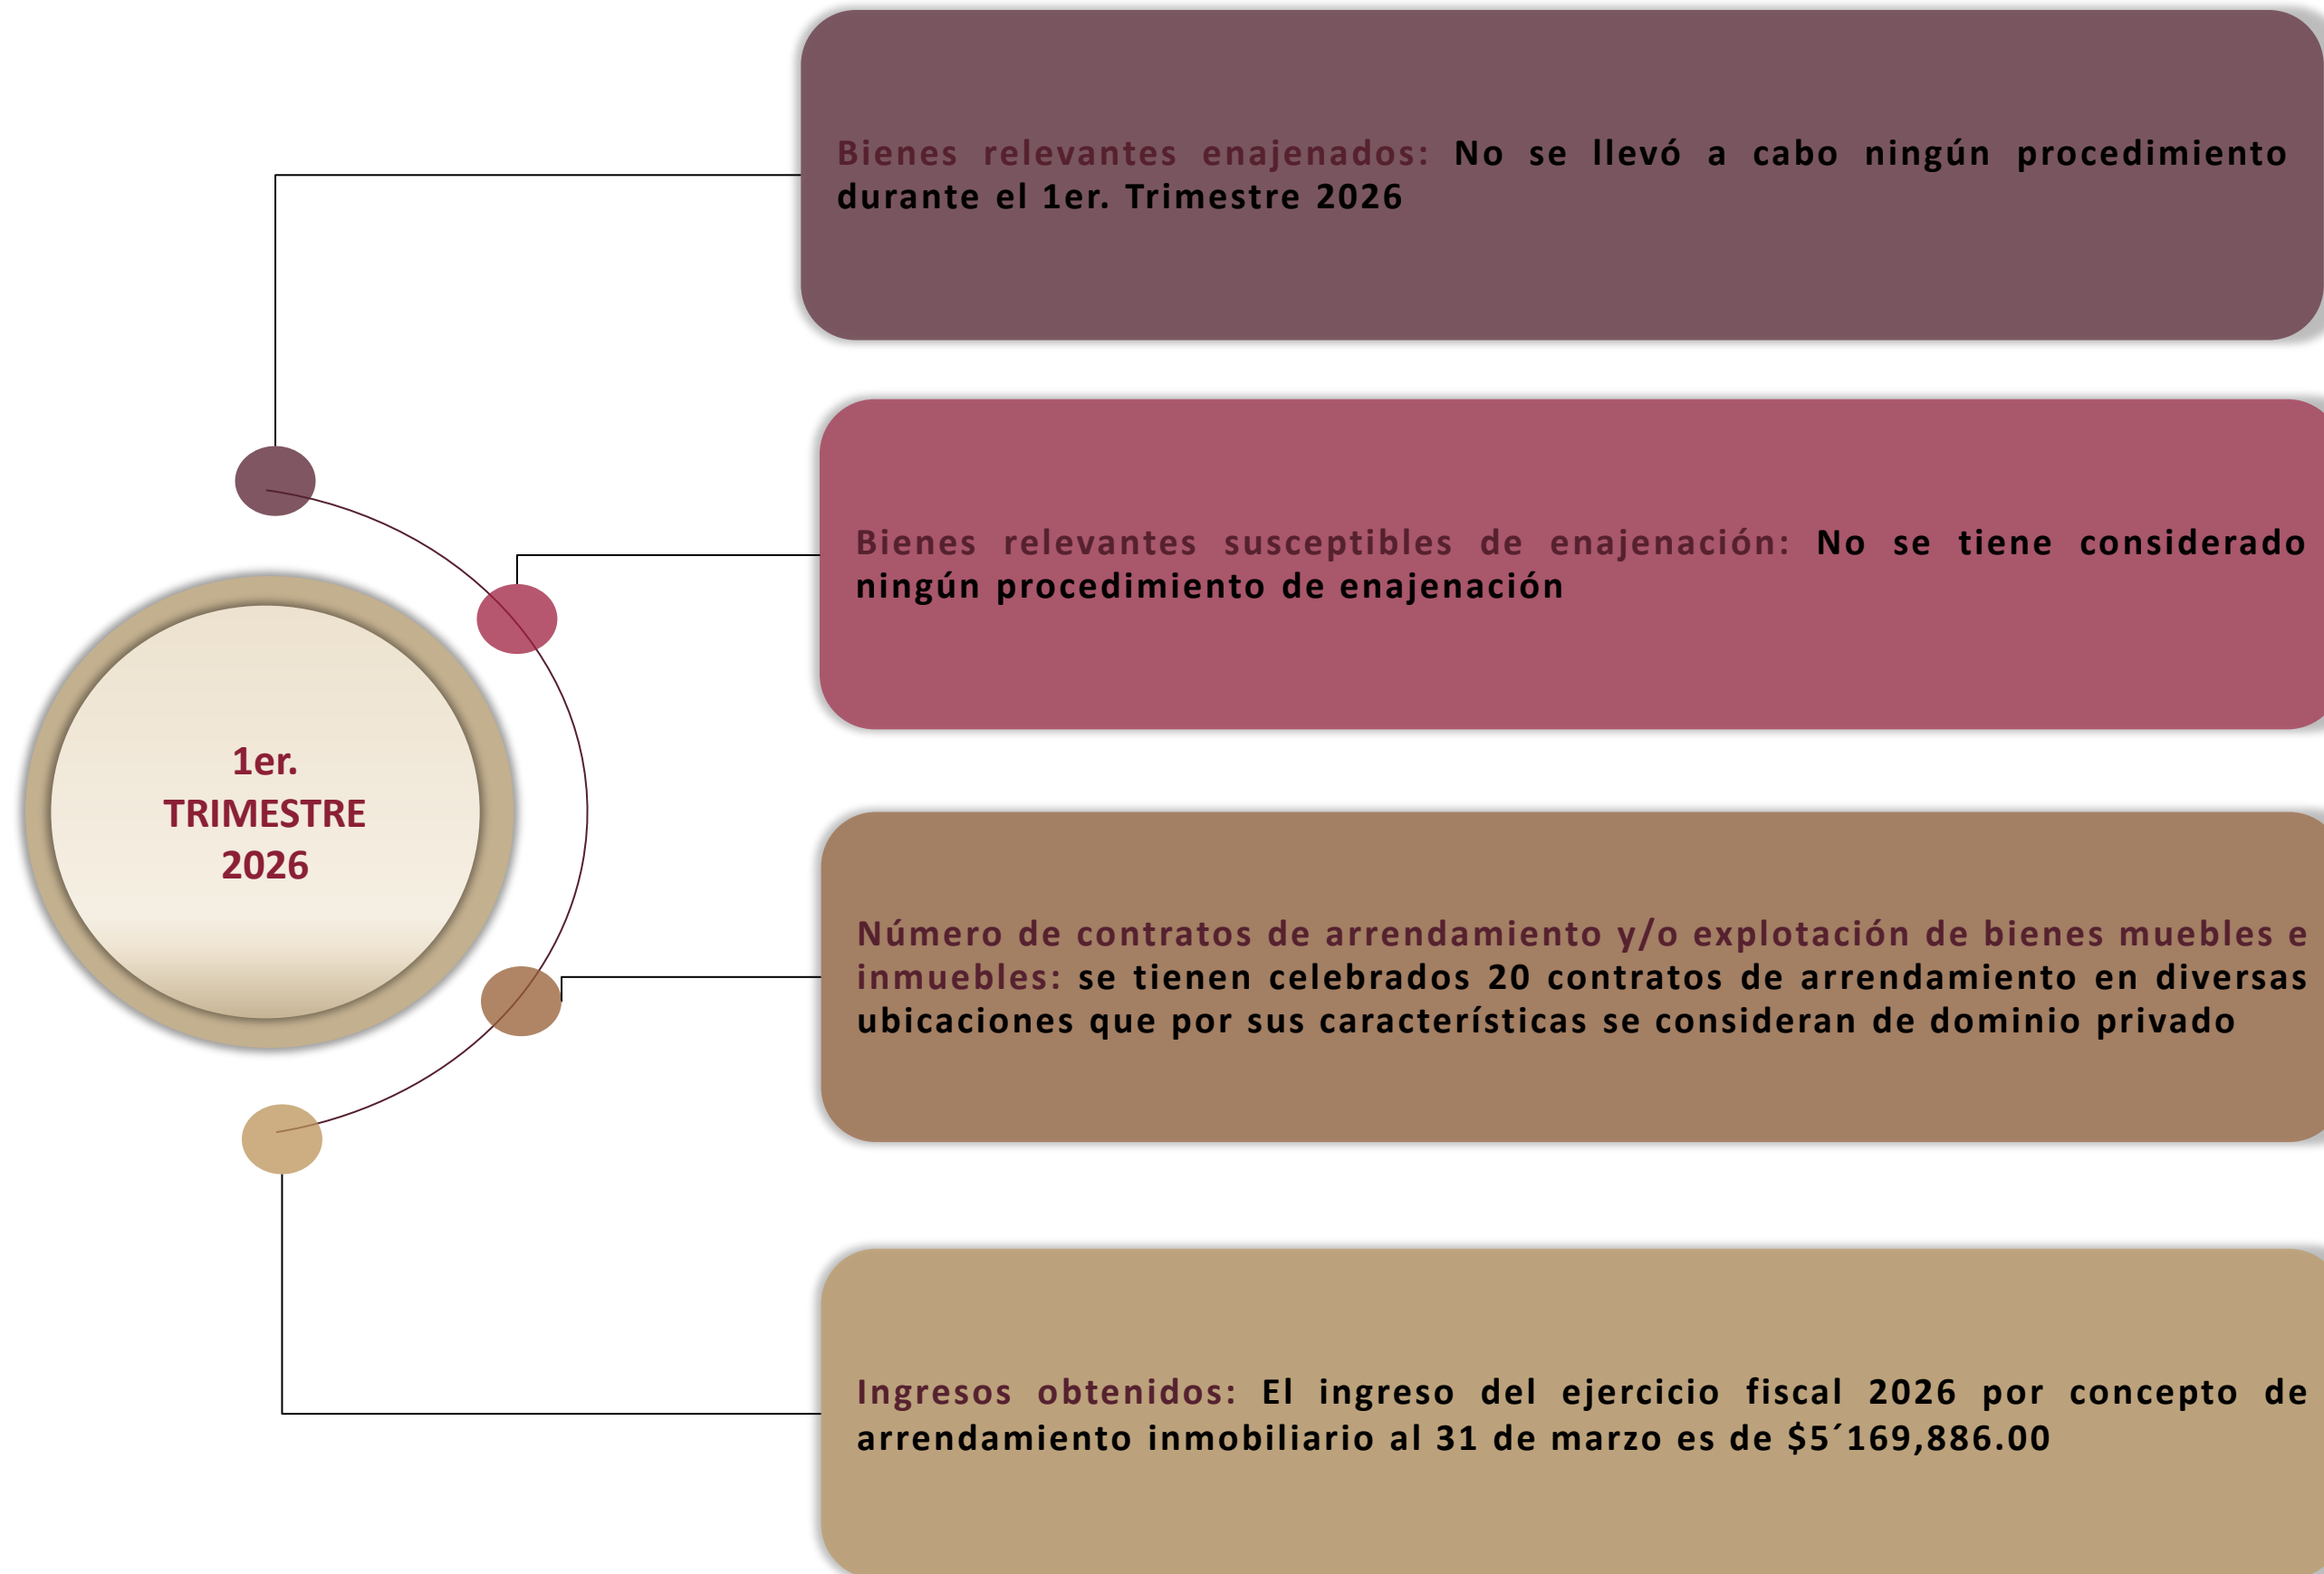 Bienes relevantes enajenados: No se llevó a cabo ningún procedimiento
durante el 1er. Trimestre 2026
Bienes relevantes susceptibles de enajenación: No se tiene considerado
ningún procedimiento de enajenación
1er.
TRIMESTRE
2026
Número de contratos de arrendamiento y/o explotación de bienes muebles e
inmuebles: se tienen celebrados 20 contratos de arrendamiento en diversas
ubicaciones que por sus características se consideran de dominio privado
Ingresos obtenidos: El ingreso del ejercicio fiscal 2026 por concepto de
arrendamiento inmobiliario al 31 de marzo es de $5´169,886.00